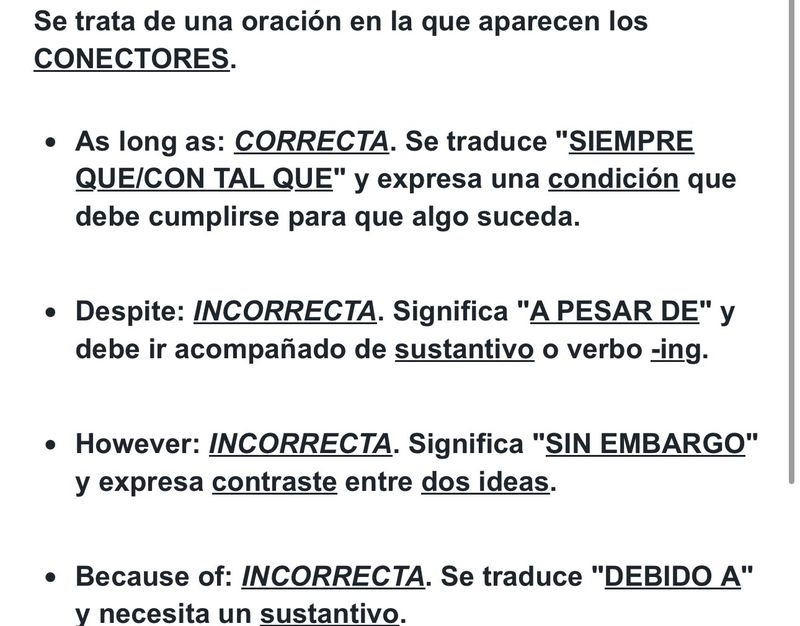 Se trata de una oración en la que aparecen los
CONECTORES.
• As long as: CORRECTA. Se traduce "SIEMPRE
QUE/CON TAL QUE" y expresa una condición que
debe cumplirse para que algo suceda.
• Despite: INCORRECTA. Significa "A PESAR DE" y
debe ir acompañado de sustantivo o verbo -ing.
• However: INCORRECTA. Significa "SIN EMBARGO"
y expresa contraste entre dos ideas.
• Because of: INCORRECTA. Se traduce "DEBIDO A"
y necesita un sustantivo.